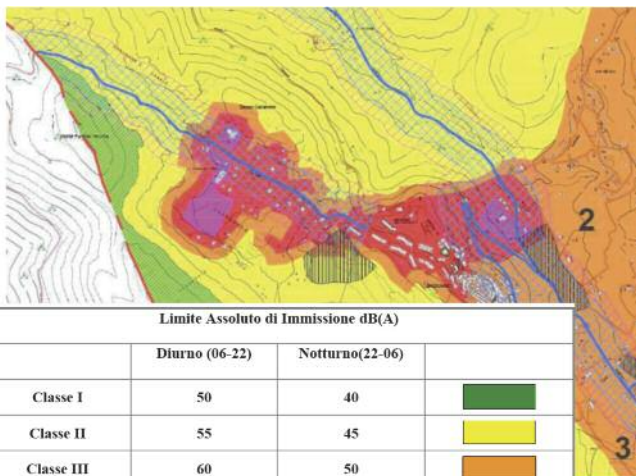 2
3
Limite Assoluto di Immissione dB(A)
Diurno (06-22) Notturno(22-06)
Classe I 50 40
Classe II 55 45
Classe III 60 50